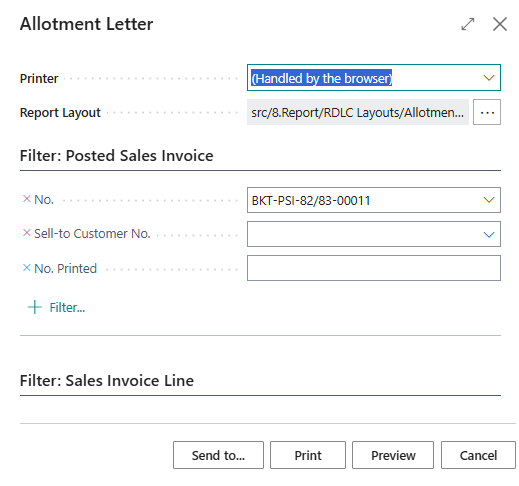 Allotment Letter
Printer (Handled by the browser)
Report Layout src/8.Report/RDLC Layouts/Allotmen... ...
Filter: Posted Sales Invoice
× No. BKT-PSI-82/83-00011
× Sell-to Customer No.
× No. Printed
+ Filter...
Filter: Sales Invoice Line
Send to... Print Preview Cancel